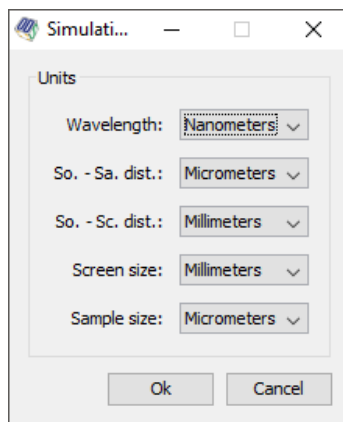 Simulati...
Units
Wavelength: Nanometers
So. - Sa. dist.: Micrometers
So. - Sc. dist.: Millimeters
Screen size: Millimeters
Sample size: Micrometers
Ok Cancel